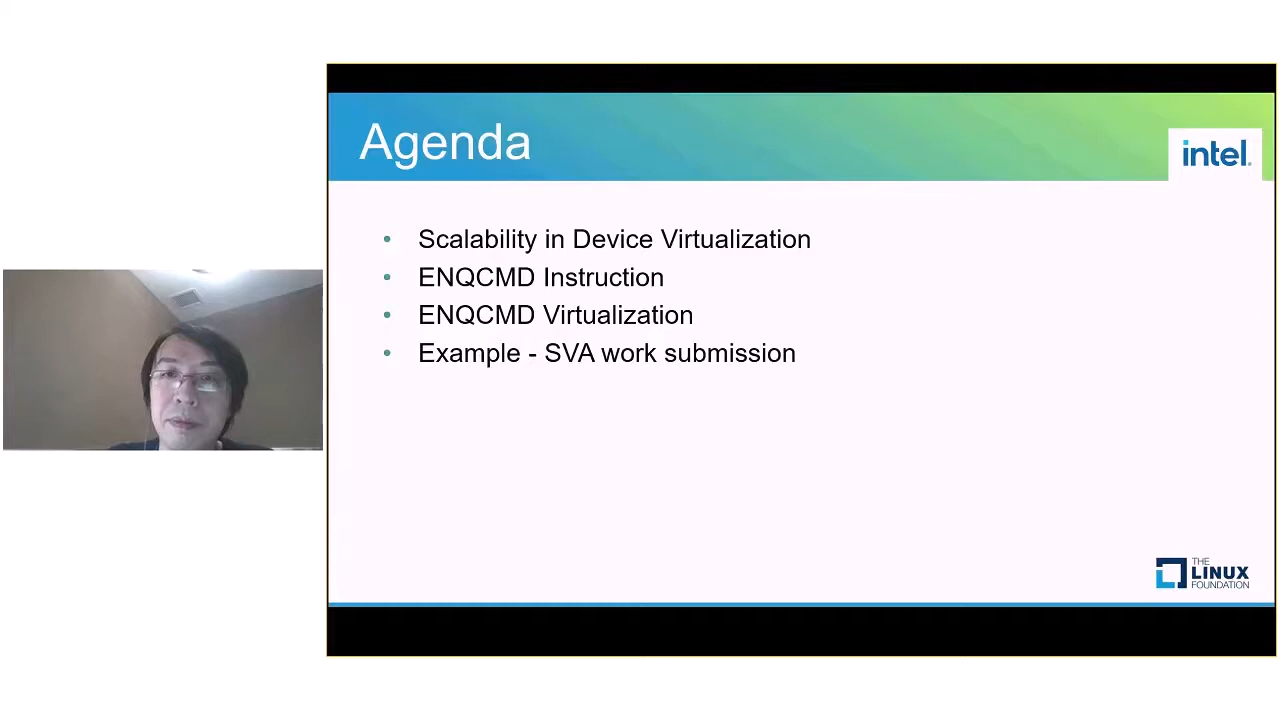 Agenda
intel.
• Scalability in Device Virtualization
• ENQCMD Instruction
• ENQCMD Virtualization
• Example - SVA work submission
THE
LINUX
FOUNDATION